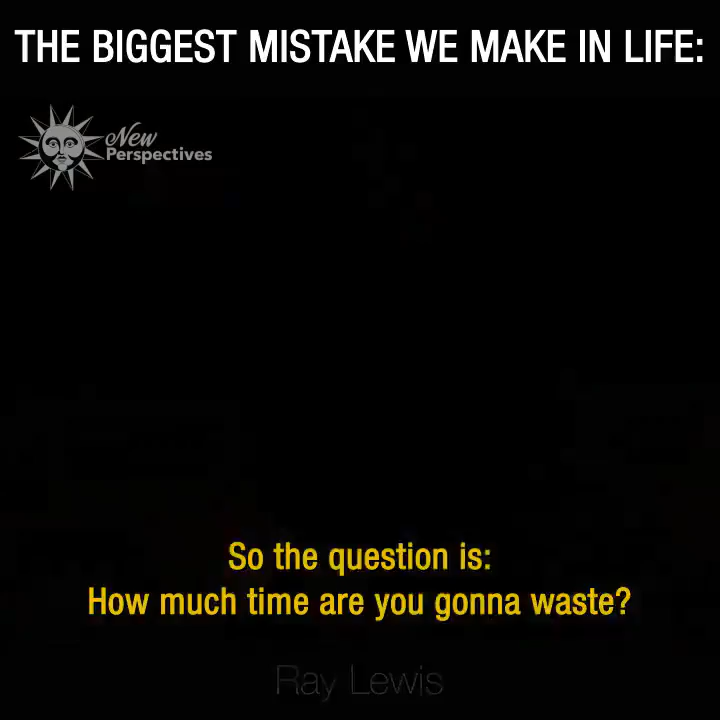 THE BIGGEST MISTAKE WE MAKE IN LIFE:
New
Perspectives
So the question is:
How much time are you gonna waste?
Ray Lewis